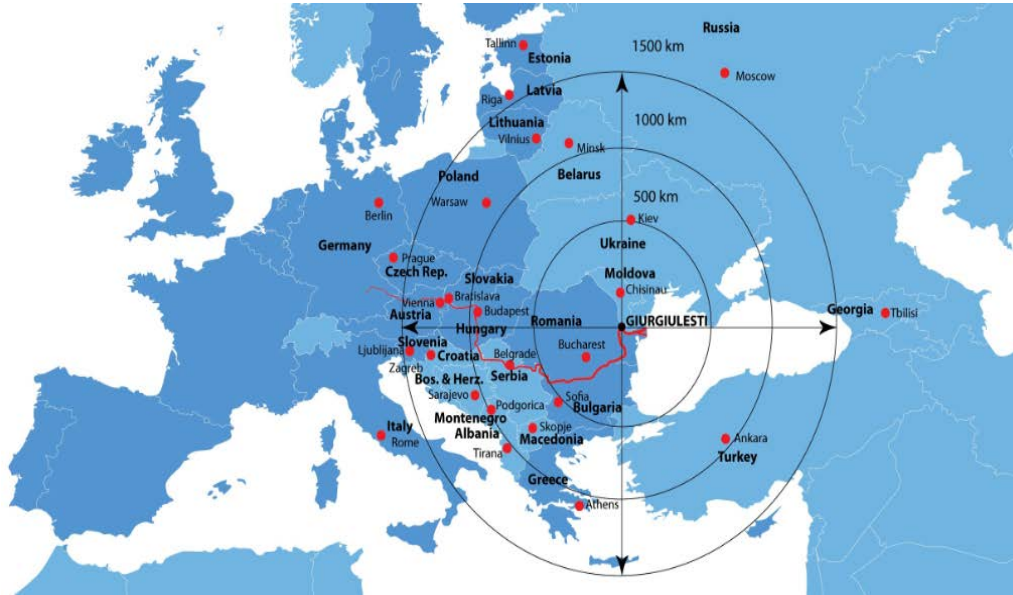 Russia
1500 km
Tallinn
Estonia
Moscow
Latvia
Riga
Lithuania
1000 km
Vilnius
Minsk
Belarus
Poland
500 km
Warsaw
Berlin
Kiev
Germany
Ukraine
Prague
Czech Rep.
Slovakia
Moldova
Chisinau
Vienna
Bratislava
Austria
Budapest
Georgia
Tbilisi
Hungary
Romania
GIURGIULESTI
Slovenia
Ljublijana
Croatia
Belgrade
Bucharest
Zagreb
Serbia
Bos. & Herz.
Sarajevo
Sofia
Bulgaria
Podgorica
Montenegro
Italy
Skopje
Albania
Macedonia
Rome
Ankara
Tirana
Turkey
Greece
Athens